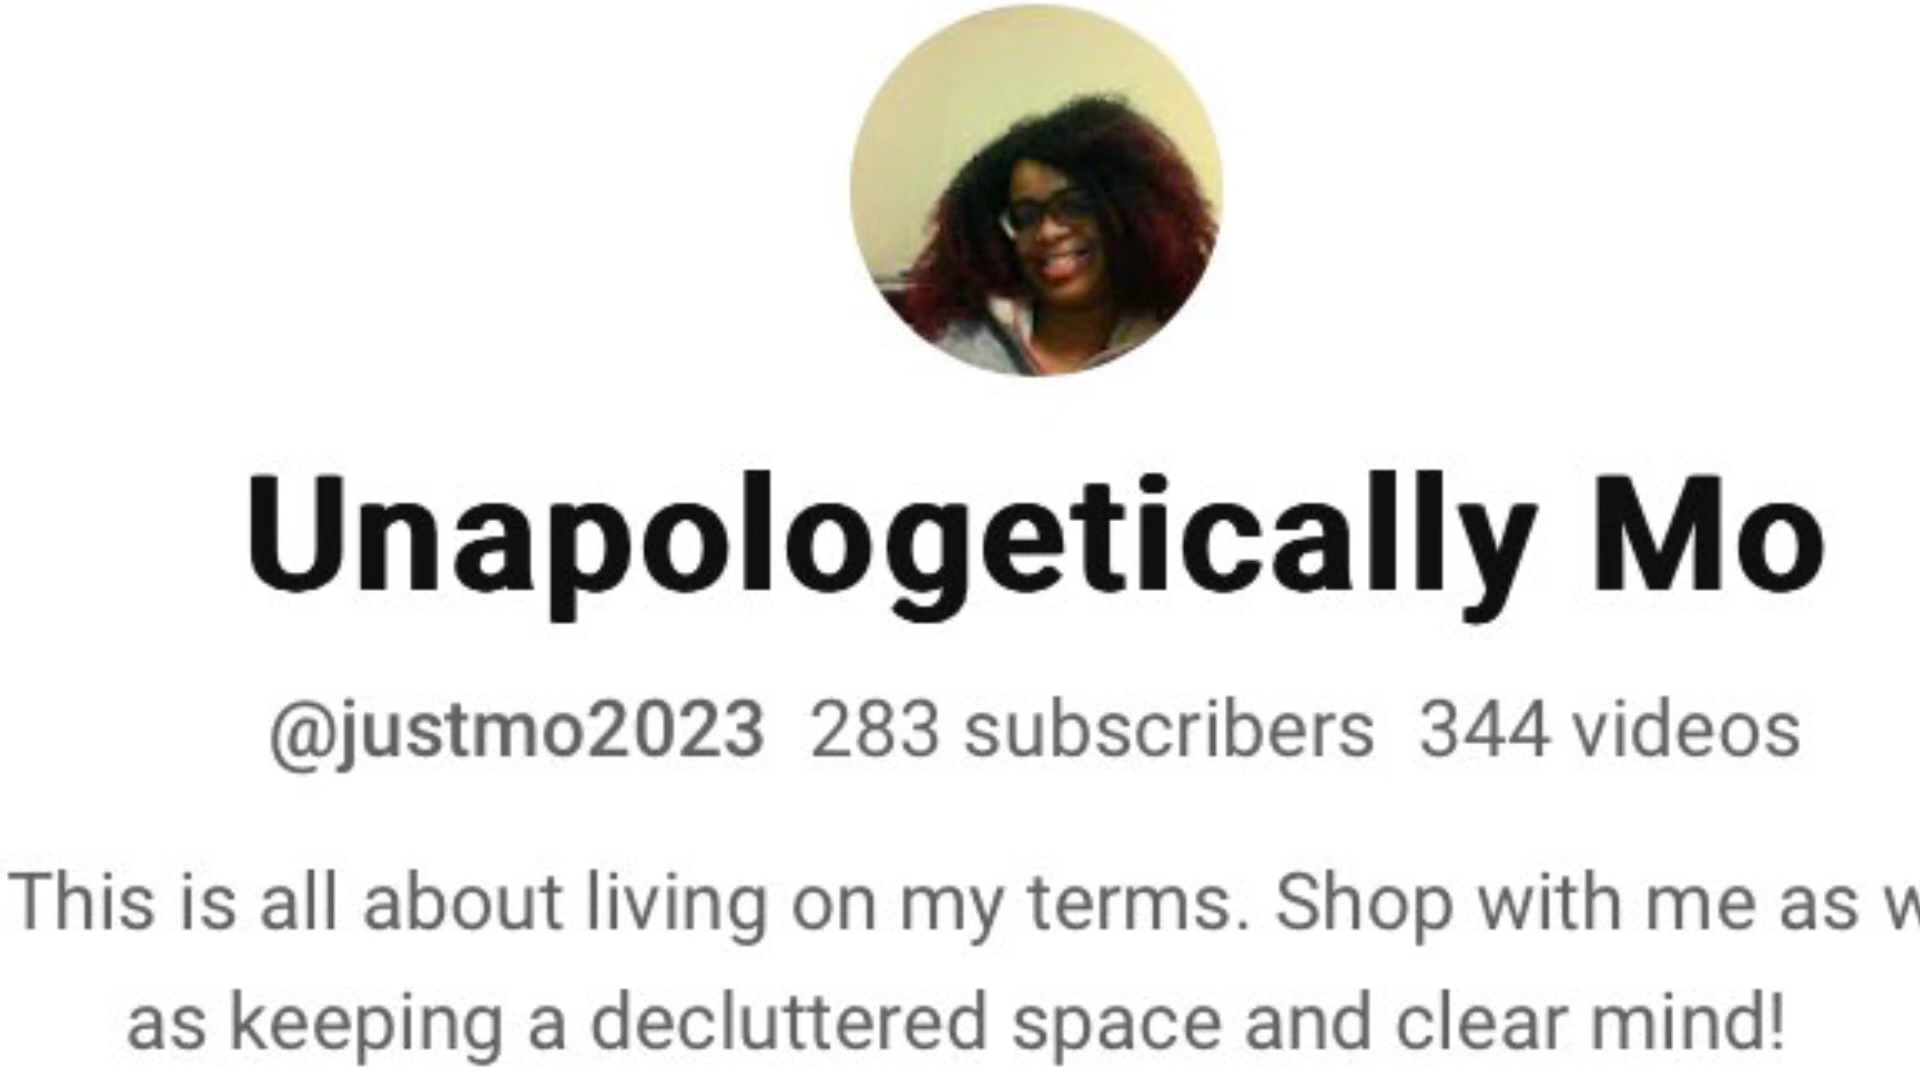 Unapologetically Mo
@justmo2023 283 subscribers 344 videos
This is all about living on my terms. Shop with me as
as keeping a decluttered space and clear mind!